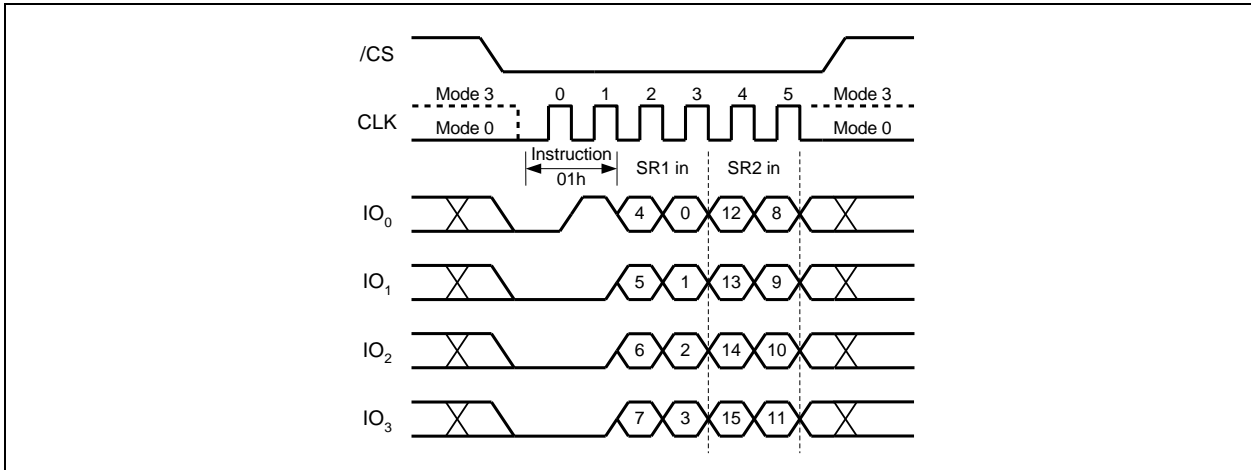 /CS
Mode 3 0 1 2 3 4 5 Mode 3
CLK Mode 0 Mode 0
Instruction
01h SR1 in SR2 in
IO0 4 0 12 8
IO1 5 1 13 9
IO2 6 2 14 10
IO3 7 3 15 11